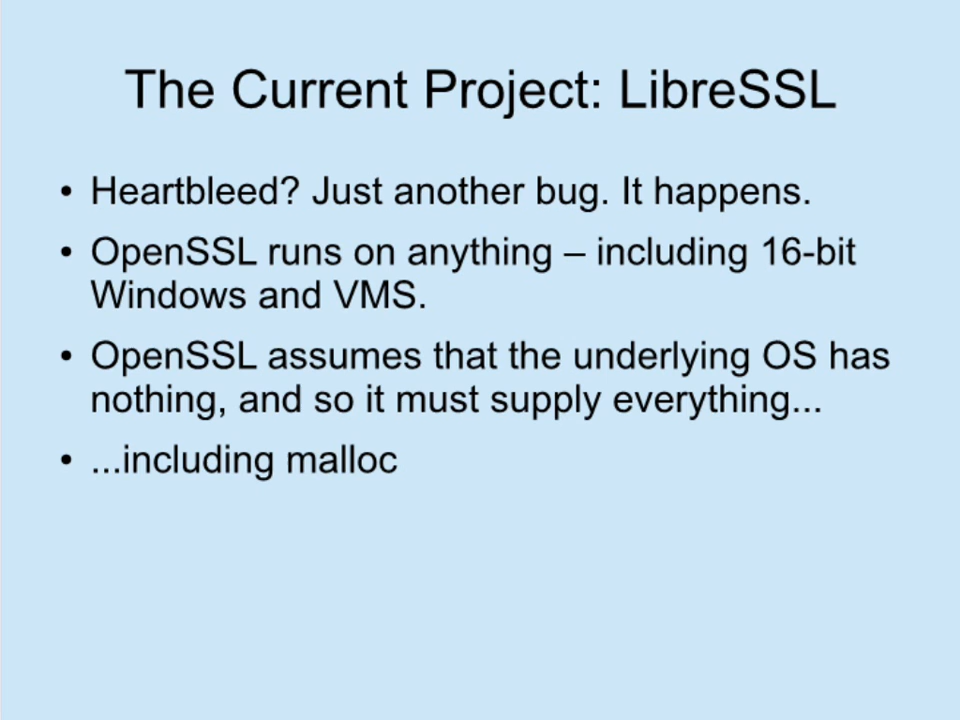 The Current Project: LibreSSL
• Heartbleed? Just another bug. It happens.
• OpenSSL runs on anything – including 16-bit
Windows and VMS.
• OpenSSL assumes that the underlying OS has
nothing, and so it must supply everything...
• ...including malloc